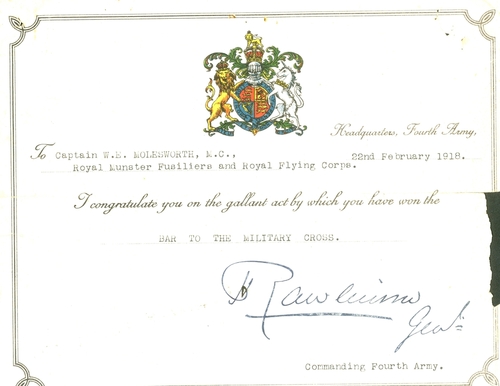 Headquarters, Fourth Army,
To Captain W.E. MOLESWORTH, M.C., 22nd February 1918.
Royal Munster Fusiliers and Royal Flying Corps.
I congratulate you on the gallant act by which you have won the
BAR TO THE MILITARY CROSS.
Rawlinson
Genl
Commanding Fourth Army.